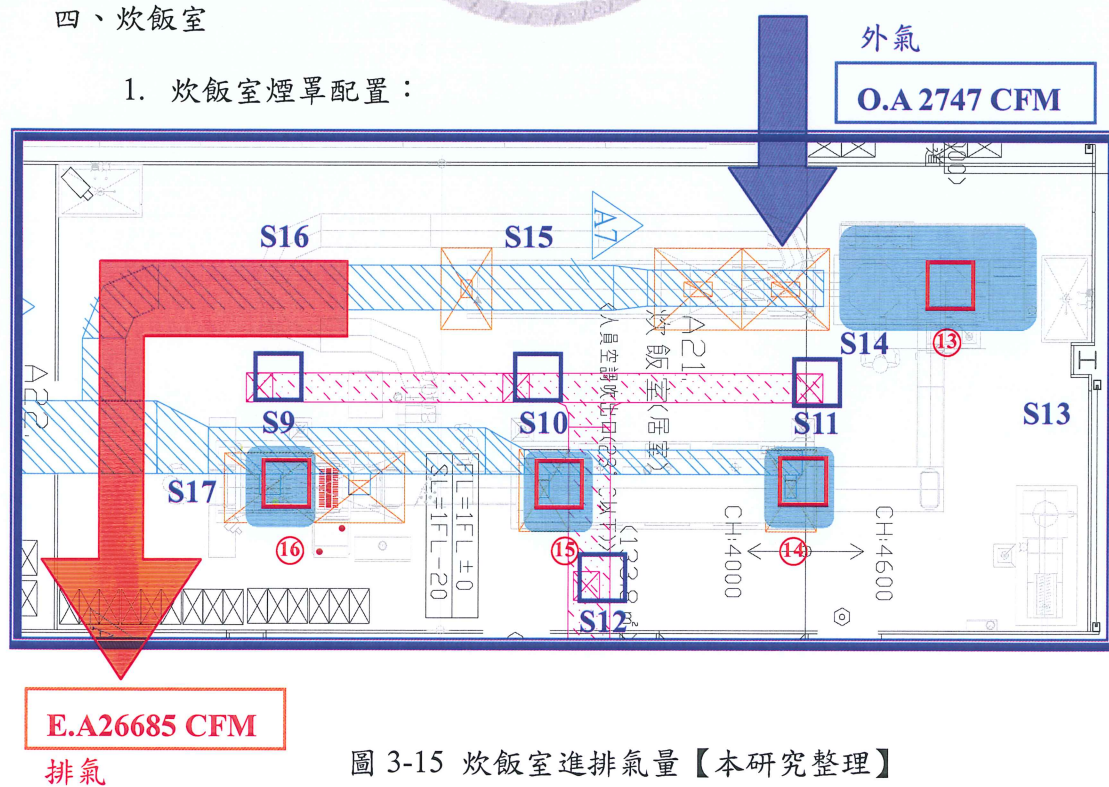 四、炊飯室
1. 炊飯室煙罩配置：
外氣
O.A 2747 CFM
S16
S15
A7
S14
⑬
S13
S9
S10
S11
A21
炊飯室(居室)
S17
FL=1FL±0
SL=1FL-20
CH:4000
CH:4600
⑯
⑮
⑭
S12
E.A26685 CFM
排氣
圖 3-15 炊飯室進排氣量【本研究整理】